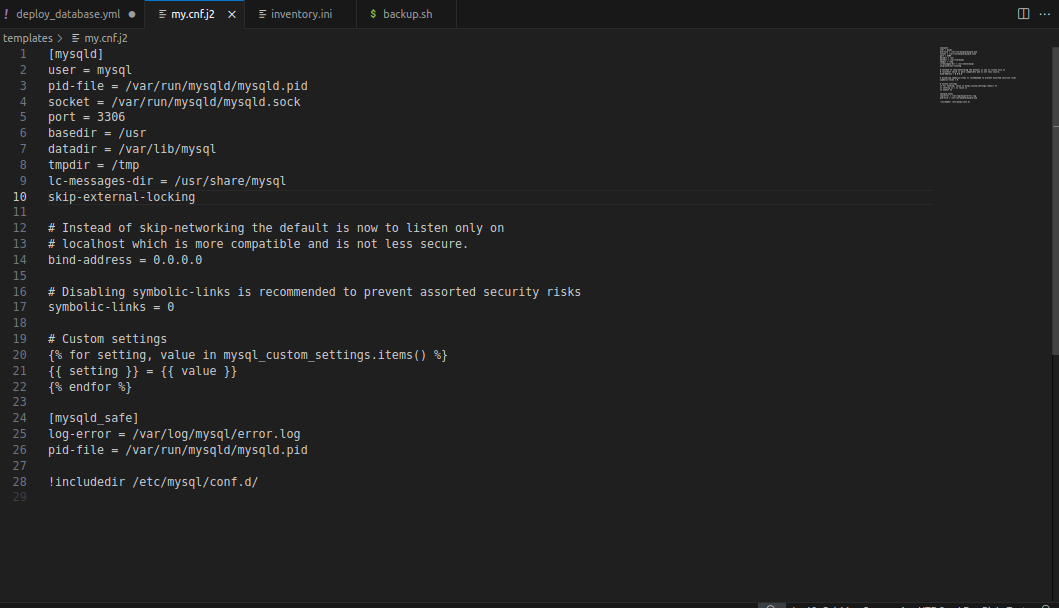 ! deploy_database.yml ●
my.cnf.j2 ×
inventory.ini
$ backup.sh
templates > my.cnf.j2
1 [mysqld]
2 user = mysql
3 pid-file = /var/run/mysqld/mysqld.pid
4 socket = /var/run/mysqld/mysqld.sock
5 port = 3306
6 basedir = /usr
7 datadir = /var/lib/mysql
8 tmpdir = /tmp
9 lc-messages-dir = /usr/share/mysql
10 skip-external-locking
11
12 # Instead of skip-networking the default is now to listen only on
13 # localhost which is more compatible and is not less secure.
14 bind-address = 0.0.0.0
15
16 # Disabling symbolic-links is recommended to prevent assorted security risks
17 symbolic-links = 0
18
19 # Custom settings
20 {% for setting, value in mysql_custom_settings.items() %}
21 {{ setting }} = {{ value }}
22 {% endfor %}
23
24 [mysqld_safe]
25 log-error = /var/log/mysql/error.log
26 pid-file = /var/run/mysqld/mysqld.pid
27
28 !includedir /etc/mysql/conf.d/
29